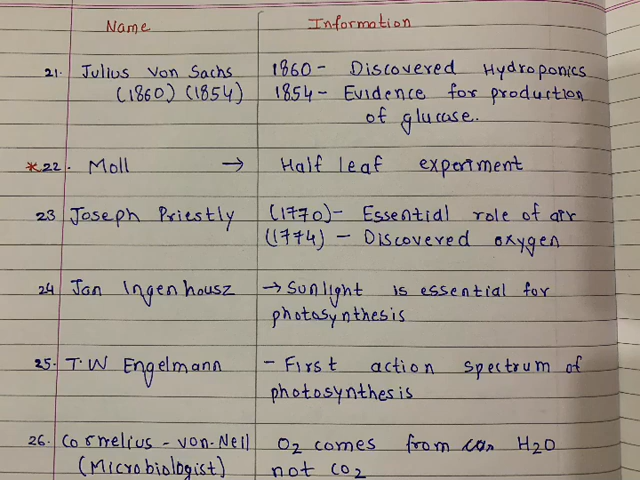 Name Information
21. Julius Von Sachs 1860- Discovered Hydroponics
(1860) (1854) 1854- Evidence for production
of glucose.
*22. Moll → Half leaf experiment
23 Joseph Priestly (1770)- Essential role of air
(1774) - Discovered oxygen
24 Jan Ingenhousz → Sunlight is essential for
photosynthesis
25. T.W Engelmann - First action spectrum of
photosynthesis
26. Cornelius - von-Neil O2 comes from H2O
(Microbiologist) not CO2